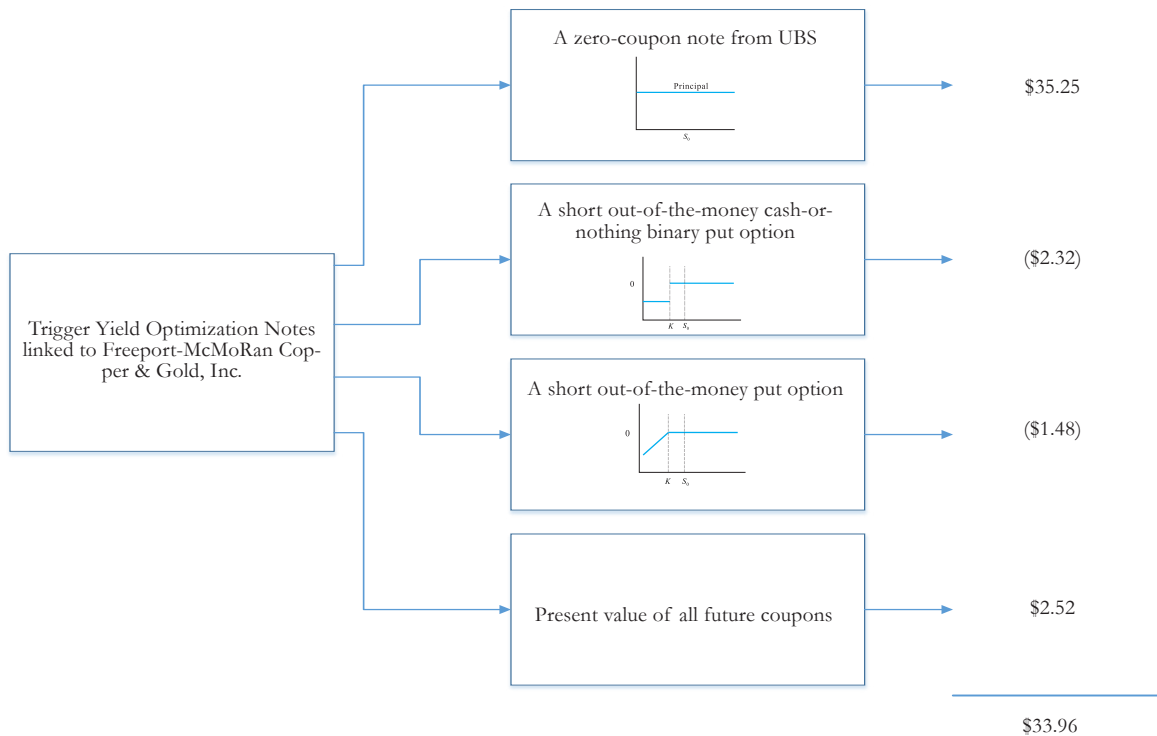 A zero-coupon note from UBS
Principal
S₀
$35.25
A short out-of-the-money cash-or-
nothing binary put option
0
K S₀
($2.32)
Trigger Yield Optimization Notes
linked to Freeport-McMoRan Cop-
per & Gold, Inc.
A short out-of-the-money put option
0
K S₀
($1.48)
Present value of all future coupons
$2.52
$33.96